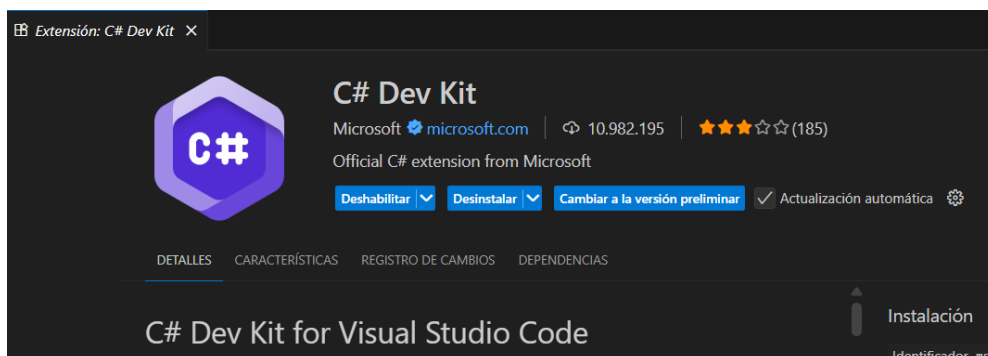 Extensión: C# Dev Kit
C#
C# Dev Kit
Microsoft microsoft.com 10.982.195 (185)
Official C# extension from Microsoft
Deshabilitar Desinstalar Cambiar a la versión preliminar Actualización automática
DETALLES CARACTERÍSTICAS REGISTRO DE CAMBIOS DEPENDENCIAS
C# Dev Kit for Visual Studio Code
Instalación